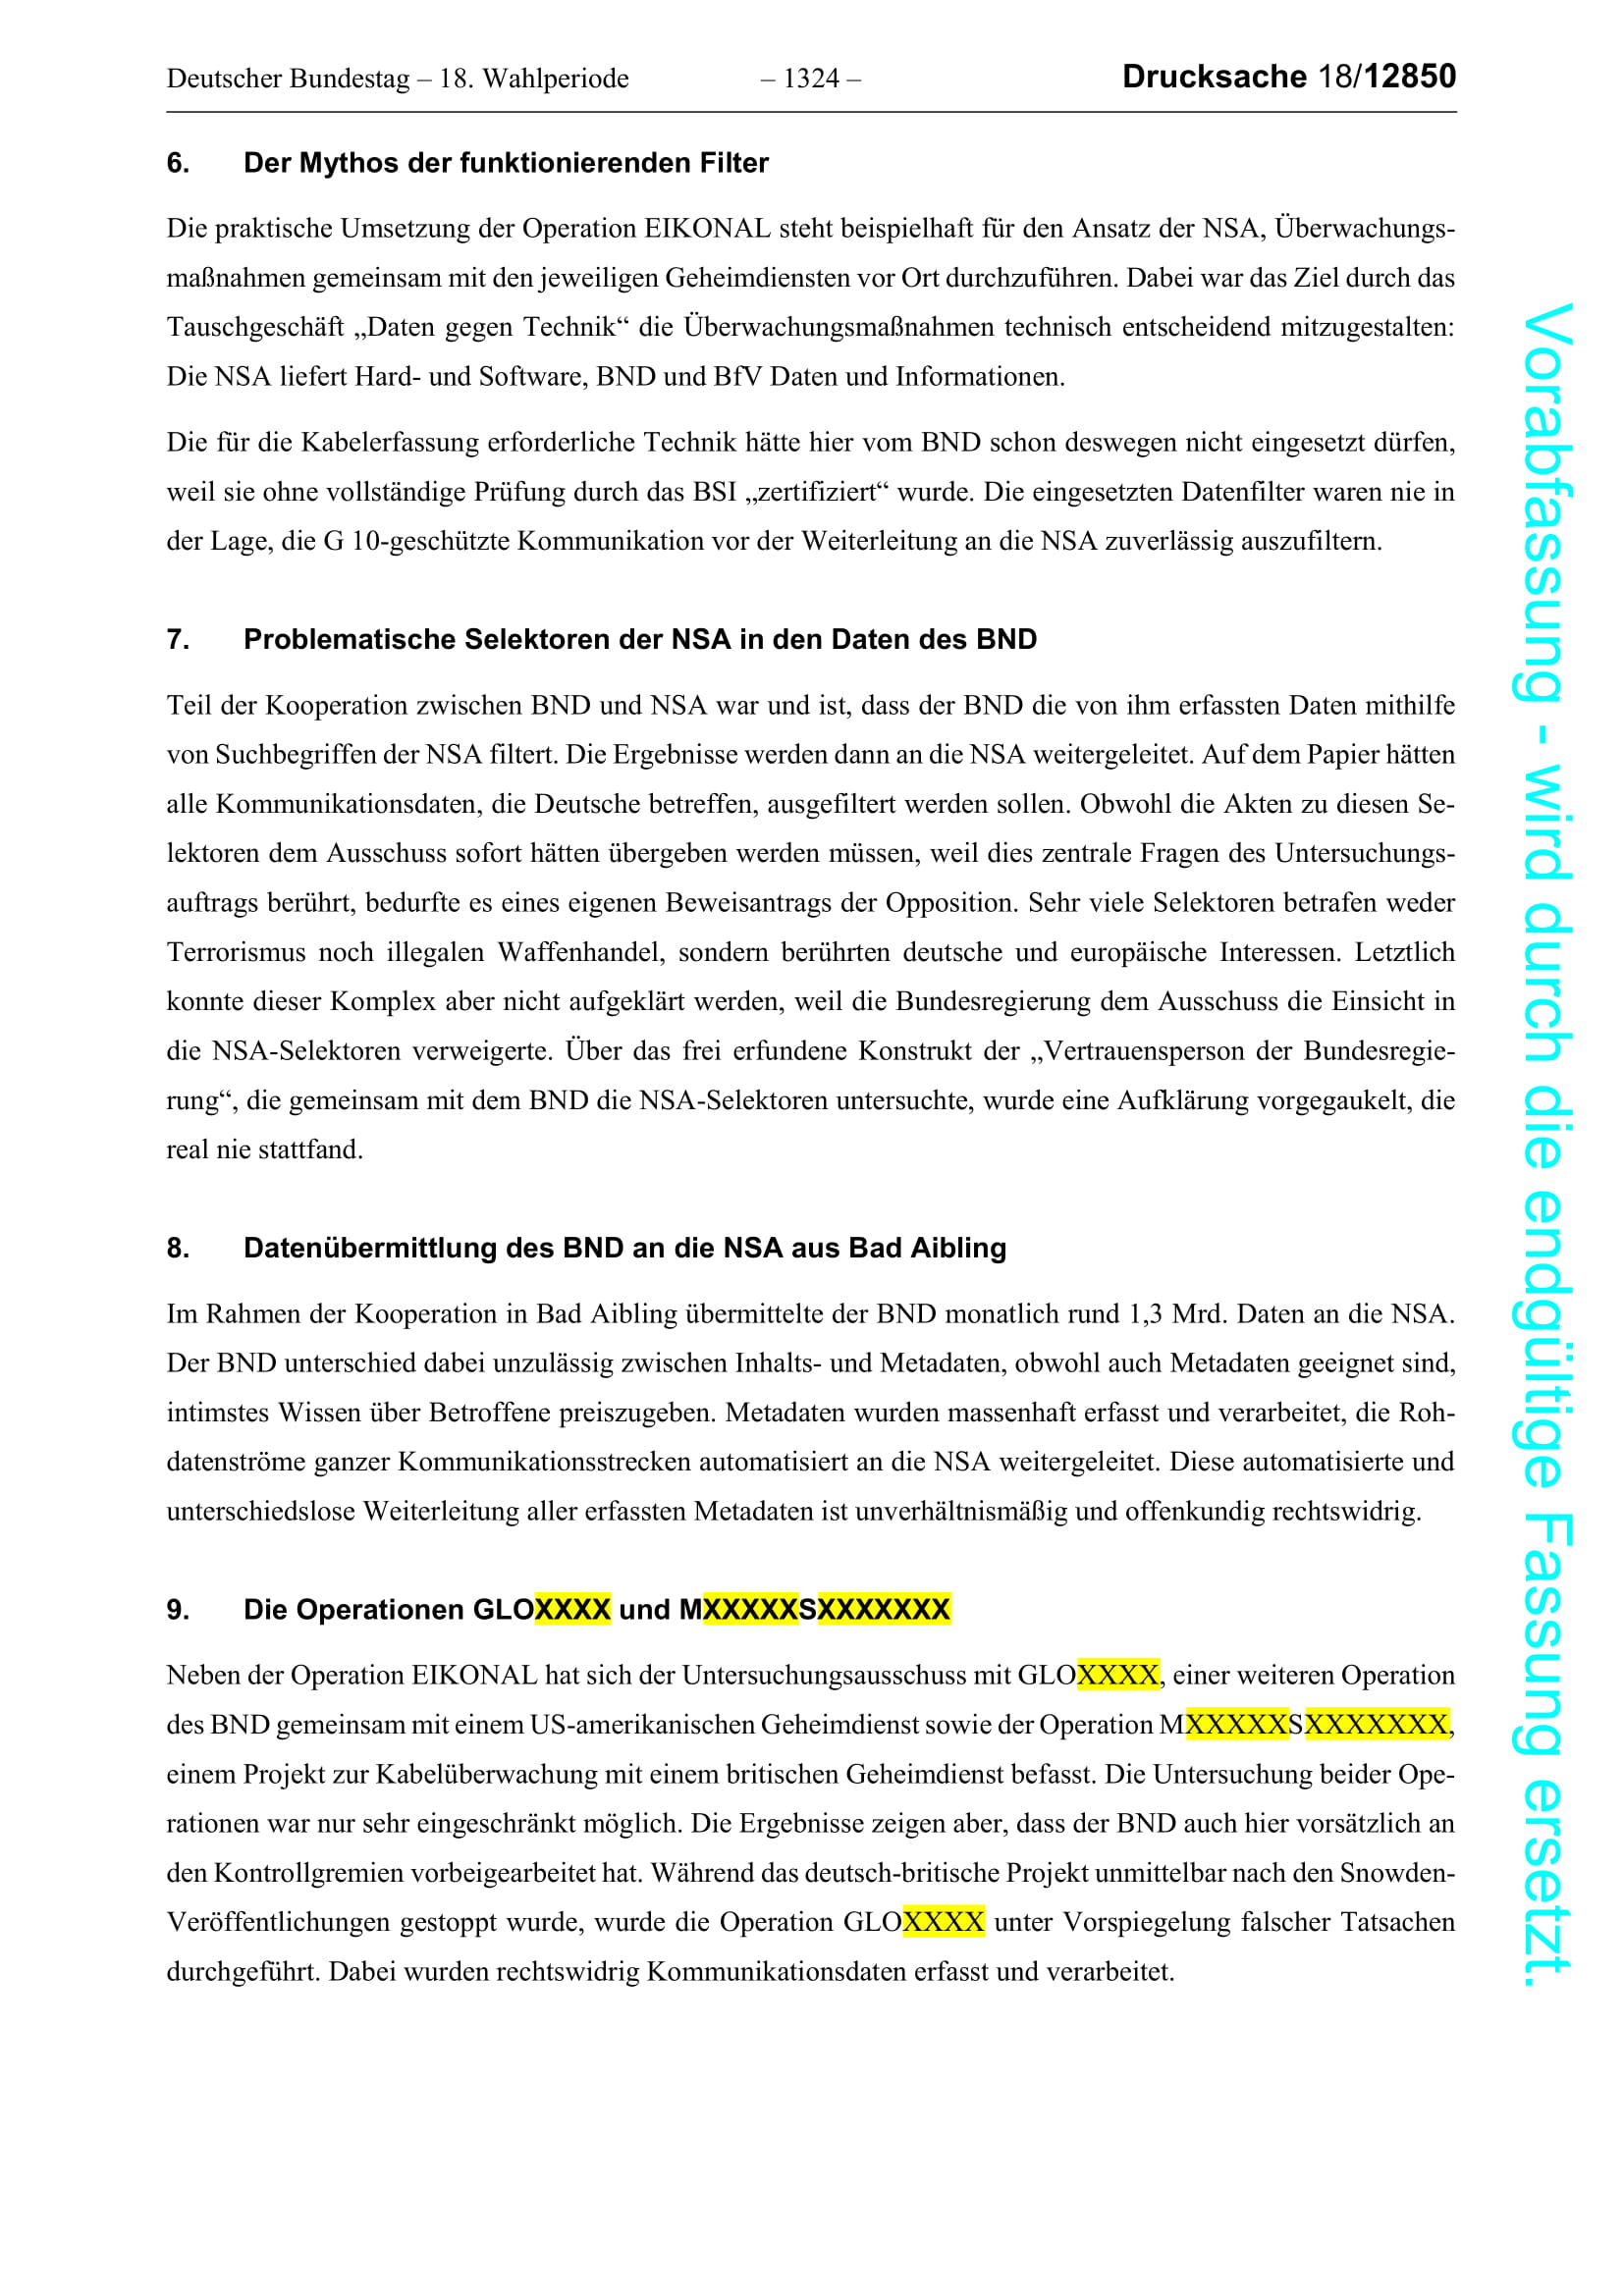 Deutscher Bundestag – 18. Wahlperiode – 1324 – Drucksache 18/12850
6. Der Mythos der funktionierenden Filter
Die praktische Umsetzung der Operation EIKONAL steht beispielhaft für den Ansatz der NSA, Überwachungs-
maßnahmen gemeinsam mit den jeweiligen Geheimdiensten vor Ort durchzuführen. Dabei war das Ziel durch das
Tauschgeschäft „Daten gegen Technik“ die Überwachungsmaßnahmen technisch entscheidend mitzugestalten:
Die NSA liefert Hard- und Software, BND und BfV Daten und Informationen.
Die für die Kabelerfassung erforderliche Technik hätte hier vom BND schon deswegen nicht eingesetzt dürfen,
weil sie ohne vollständige Prüfung durch das BSI „zertifiziert“ wurde. Die eingesetzten Datenfilter waren nie in
der Lage, die G 10-geschützte Kommunikation vor der Weiterleitung an die NSA zuverlässig auszufiltern.
7. Problematische Selektoren der NSA in den Daten des BND
Teil der Kooperation zwischen BND und NSA war und ist, dass der BND die von ihm erfassten Daten mithilfe
von Suchbegriffen der NSA filtert. Die Ergebnisse werden dann an die NSA weitergeleitet. Auf dem Papier hätten
alle Kommunikationsdaten, die Deutsche betreffen, ausgefiltert werden sollen. Obwohl die Akten zu diesen Se-
lektoren dem Ausschuss sofort hätten übergeben werden müssen, weil dies zentrale Fragen des Untersuchungs-
auftrags berührt, bedurfte es eines eigenen Beweisantrags der Opposition. Sehr viele Selektoren betrafen weder
Terrorismus noch illegalen Waffenhandel, sondern berührten deutsche und europäische Interessen. Letztlich
konnte dieser Komplex aber nicht aufgeklärt werden, weil die Bundesregierung dem Ausschuss die Einsicht in
die NSA-Selektoren verweigerte. Über das frei erfundene Konstrukt der „Vertrauensperson der Bundesregie-
rung“, die gemeinsam mit dem BND die NSA-Selektoren untersuchte, wurde eine Aufklärung vorgegaukelt, die
real nie stattfand.
8. Datenübermittlung des BND an die NSA aus Bad Aibling
Im Rahmen der Kooperation in Bad Aibling übermittelte der BND monatlich rund 1,3 Mrd. Daten an die NSA.
Der BND unterschied dabei unzulässig zwischen Inhalts- und Metadaten, obwohl auch Metadaten geeignet sind,
intimstes Wissen über Betroffene preiszugeben. Metadaten wurden massenhaft erfasst und verarbeitet, die Roh-
datenströme ganzer Kommunikationsstrecken automatisiert an die NSA weitergeleitet. Diese automatisierte und
unterschiedslose Weiterleitung aller erfassten Metadaten ist unverhältnismäßig und offenkundig rechtswidrig.
9. Die Operationen GLOXXXX und MXXXXXSXXXXXXX
Neben der Operation EIKONAL hat sich der Untersuchungsausschuss mit GLOXXXX, einer weiteren Operation
des BND gemeinsam mit einem US-amerikanischen Geheimdienst sowie der Operation MXXXXXSXXXXXXX,
einem Projekt zur Kabelüberwachung mit einem britischen Geheimdienst befasst. Die Untersuchung beider Ope-
rationen war nur sehr eingeschränkt möglich. Die Ergebnisse zeigen aber, dass der BND auch hier vorsätzlich an
den Kontrollgremien vorbeigearbeitet hat. Während das deutsch-britische Projekt unmittelbar nach den Snowden-
Veröffentlichungen gestoppt wurde, wurde die Operation GLOXXXX unter Vorspiegelung falscher Tatsachen
durchgeführt. Dabei wurden rechtswidrig Kommunikationsdaten erfasst und verarbeitet.
Vorabfassung - wird durch die endgültige Fassung ersetzt.